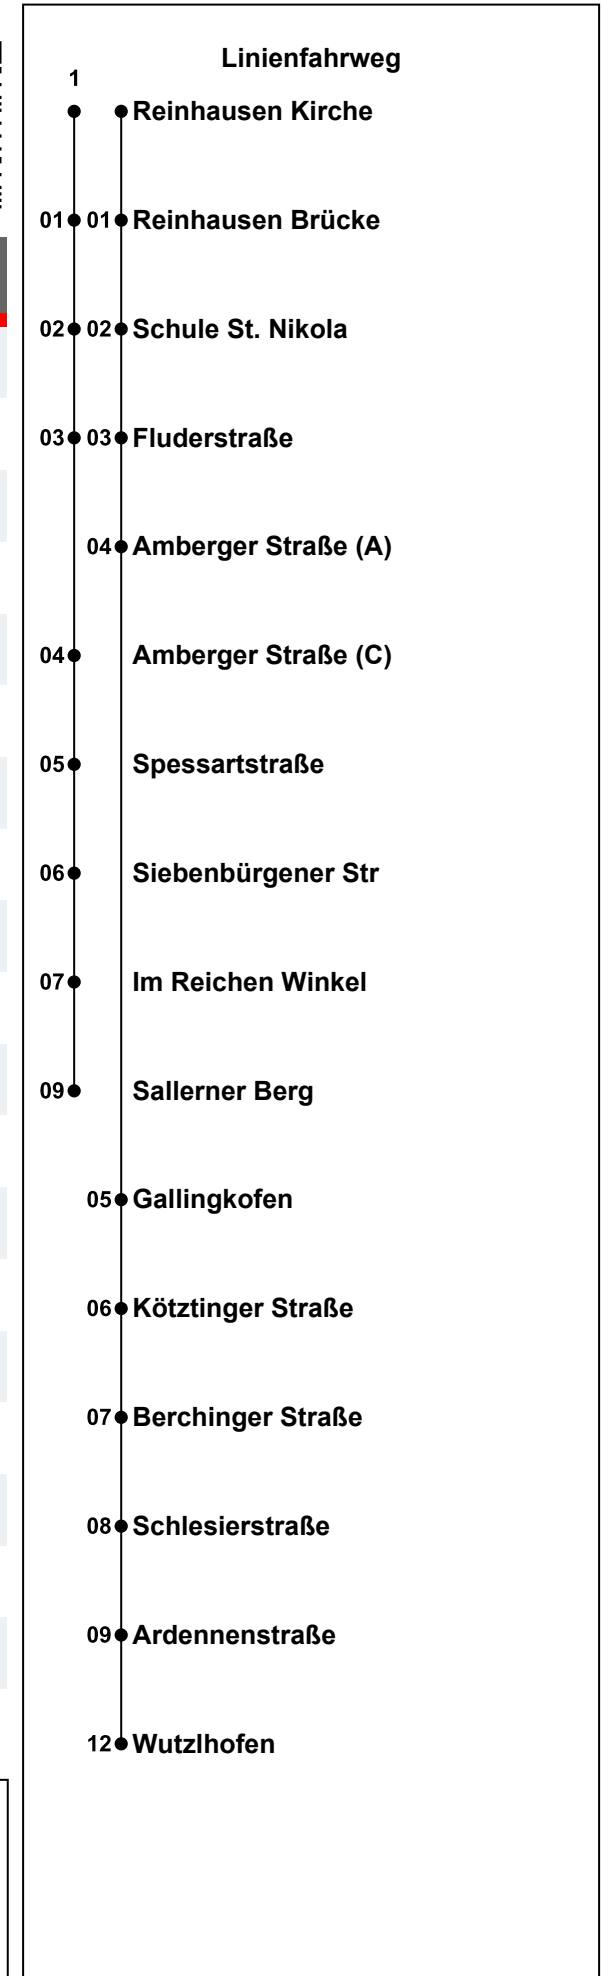 Linienfahrweg
1
Reinhausen Kirche
01 01 Reinhausen Brücke
02 02 Schule St. Nikola
03 03 Fluderstraße
04 Amberger Straße (A)
04 Amberger Straße (C)
05 Spessartstraße
06 Siebenbürgener Str
07 Im Reichen Winkel
09 Sallerner Berg
05 Gallingkofen
06 Kötztinger Straße
07 Berchinger Straße
08 Schlesierstraße
09 Ardennenstraße
12 Wutzlhofen